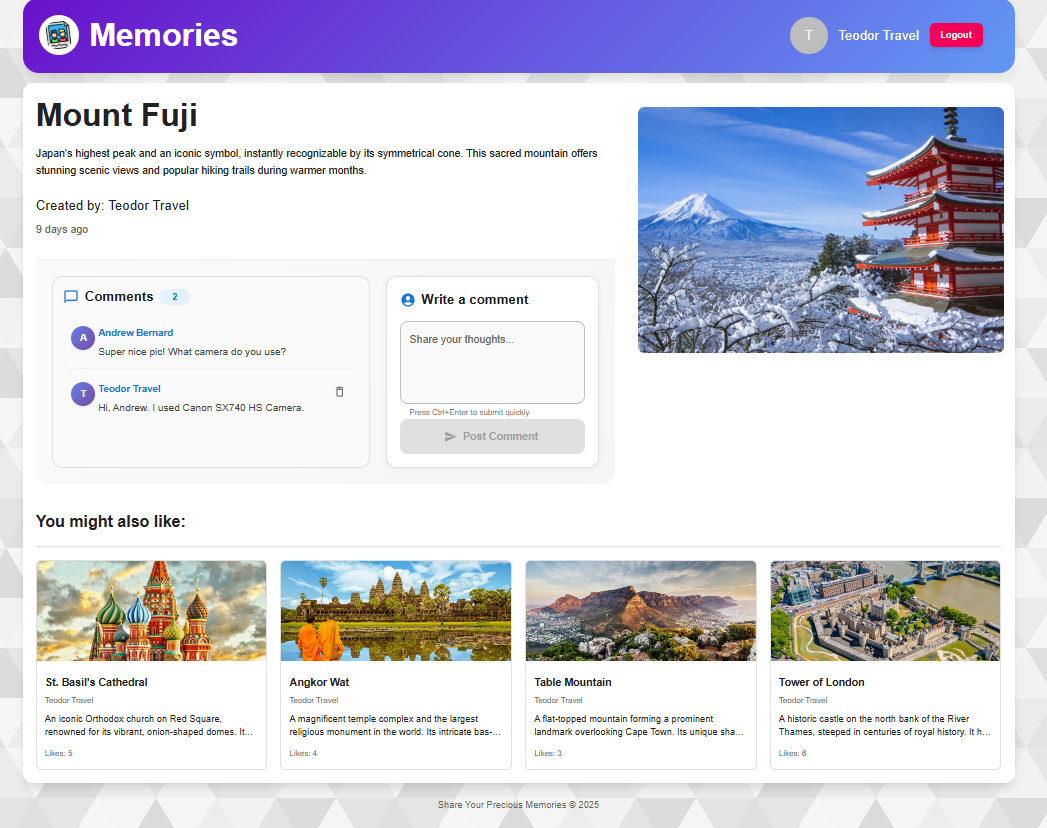 Memories
T
Teodor Travel
Logout
Mount Fuji
Japan's highest peak and an iconic symbol, instantly recognizable by its symmetrical cone. This sacred mountain offers
stunning scenic views and popular hiking trails during warmer months.
Created by: Teodor Travel
9 days ago
Comments 2
A
Andrew Bernard
Super nice pic! What camera do you use?
T
Teodor Travel
Hi, Andrew. I used Canon SX740 HS Camera.
Write a comment
Share your thoughts...
Press Ctrl+Enter to submit quickly
Post Comment
You might also like:
St. Basil's Cathedral
Teodor Travel
An iconic Orthodox church on Red Square,
renowned for its vibrant, onion-shaped domes. It...
Likes: 5
Angkor Wat
Teodor Travel
A magnificent temple complex and the largest
religious monument in the world. Its intricate bas-...
Likes: 4
Table Mountain
Teodor Travel
A flat-topped mountain forming a prominent
landmark overlooking Cape Town. Its unique sha...
Likes: 3
Tower of London
Teodor Travel
A historic castle on the north bank of the River
Thames, steeped in centuries of royal history. It h...
Likes: 6
Share Your Precious Memories © 2025